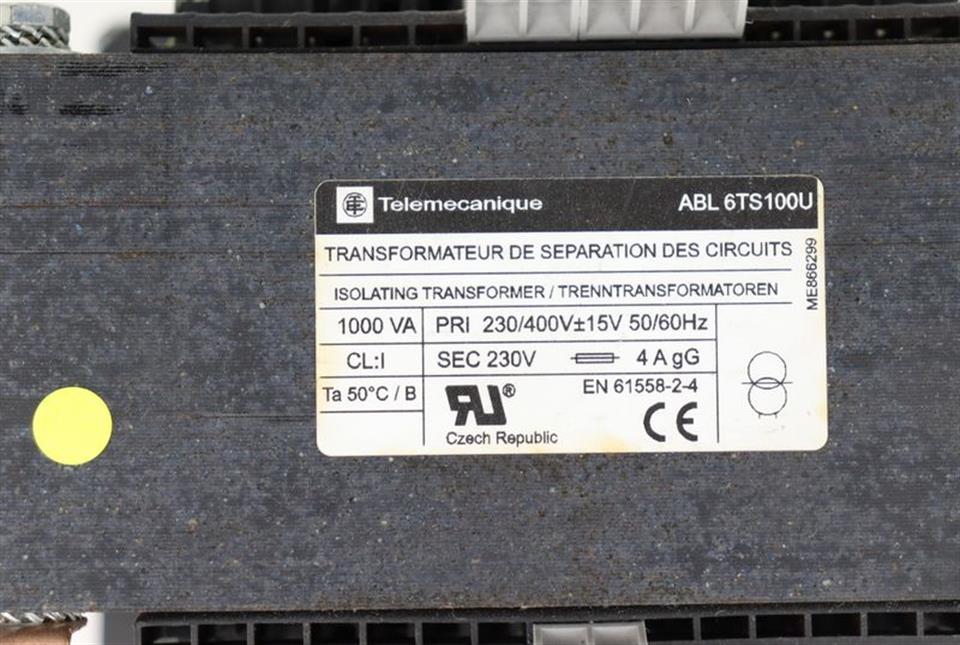 Telemecanique ABL 6TS100U
TRANSFORMATEUR DE SEPARATION DES CIRCUITS
ISOLATING TRANSFORMER / TRENNTRANSFORMATOREN
ME866299
1000 VA PRI 230/400V±15V 50/60Hz
CL:I SEC 230V 4 A gG
Ta 50°C / B EN 61558-2-4
RU® CE
Czech Republic